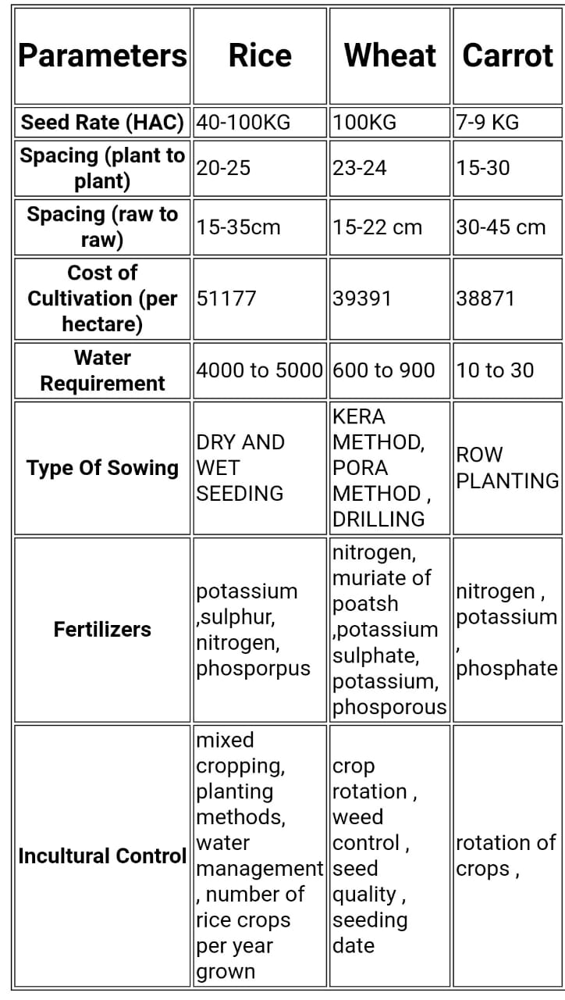 Parameters Rice Wheat Carrot
Seed Rate (HAC) 40-100KG 100KG 7-9 KG
Spacing (plant to
plant)
20-25 23-24 15-30
Spacing (raw to
raw)
15-35cm 15-22 cm 30-45 cm
Cost of
Cultivation (per
hectare)
51177 39391 38871
Water
Requirement
4000 to 5000 600 to 900 10 to 30
Type Of Sowing
DRY AND
WET
SEEDING
KERA
METHOD,
PORA
METHOD ,
DRILLING
ROW
PLANTING
Fertilizers
potassium
,sulphur,
nitrogen,
phosporpus
nitrogen,
muriate of
poatsh
,potassium
sulphate,
potassium,
phosporous
nitrogen ,
potassium
,
phosphate
Incultural Control
mixed
cropping,
planting
methods,
water
management
, number of
rice crops
per year
grown
crop
rotation ,
weed
control ,
seed
quality ,
seeding
date
rotation of
crops ,